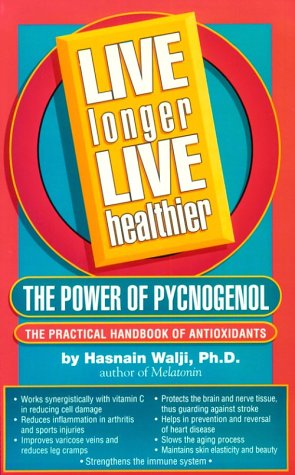 LIVE
longer
LIVE
healthier
THE POWER OF PYCNOGENOL
THE PRACTICAL HANDBOOK OF ANTIOXIDANTS
by Hasnain Walji, Ph.D.
author of Melatonin
• Works synergistically with vitamin C
in reducing cell damage
• Reduces inflammation in arthritis
and sports injuries
• Improves varicose veins and
reduces leg cramps
• Protects the brain and nerve tissue,
thus guarding against stroke
• Helps in prevention and reversal
of heart disease
• Slows the aging process
• Maintains skin elasticity and beauty
• Strengthens the immune system •